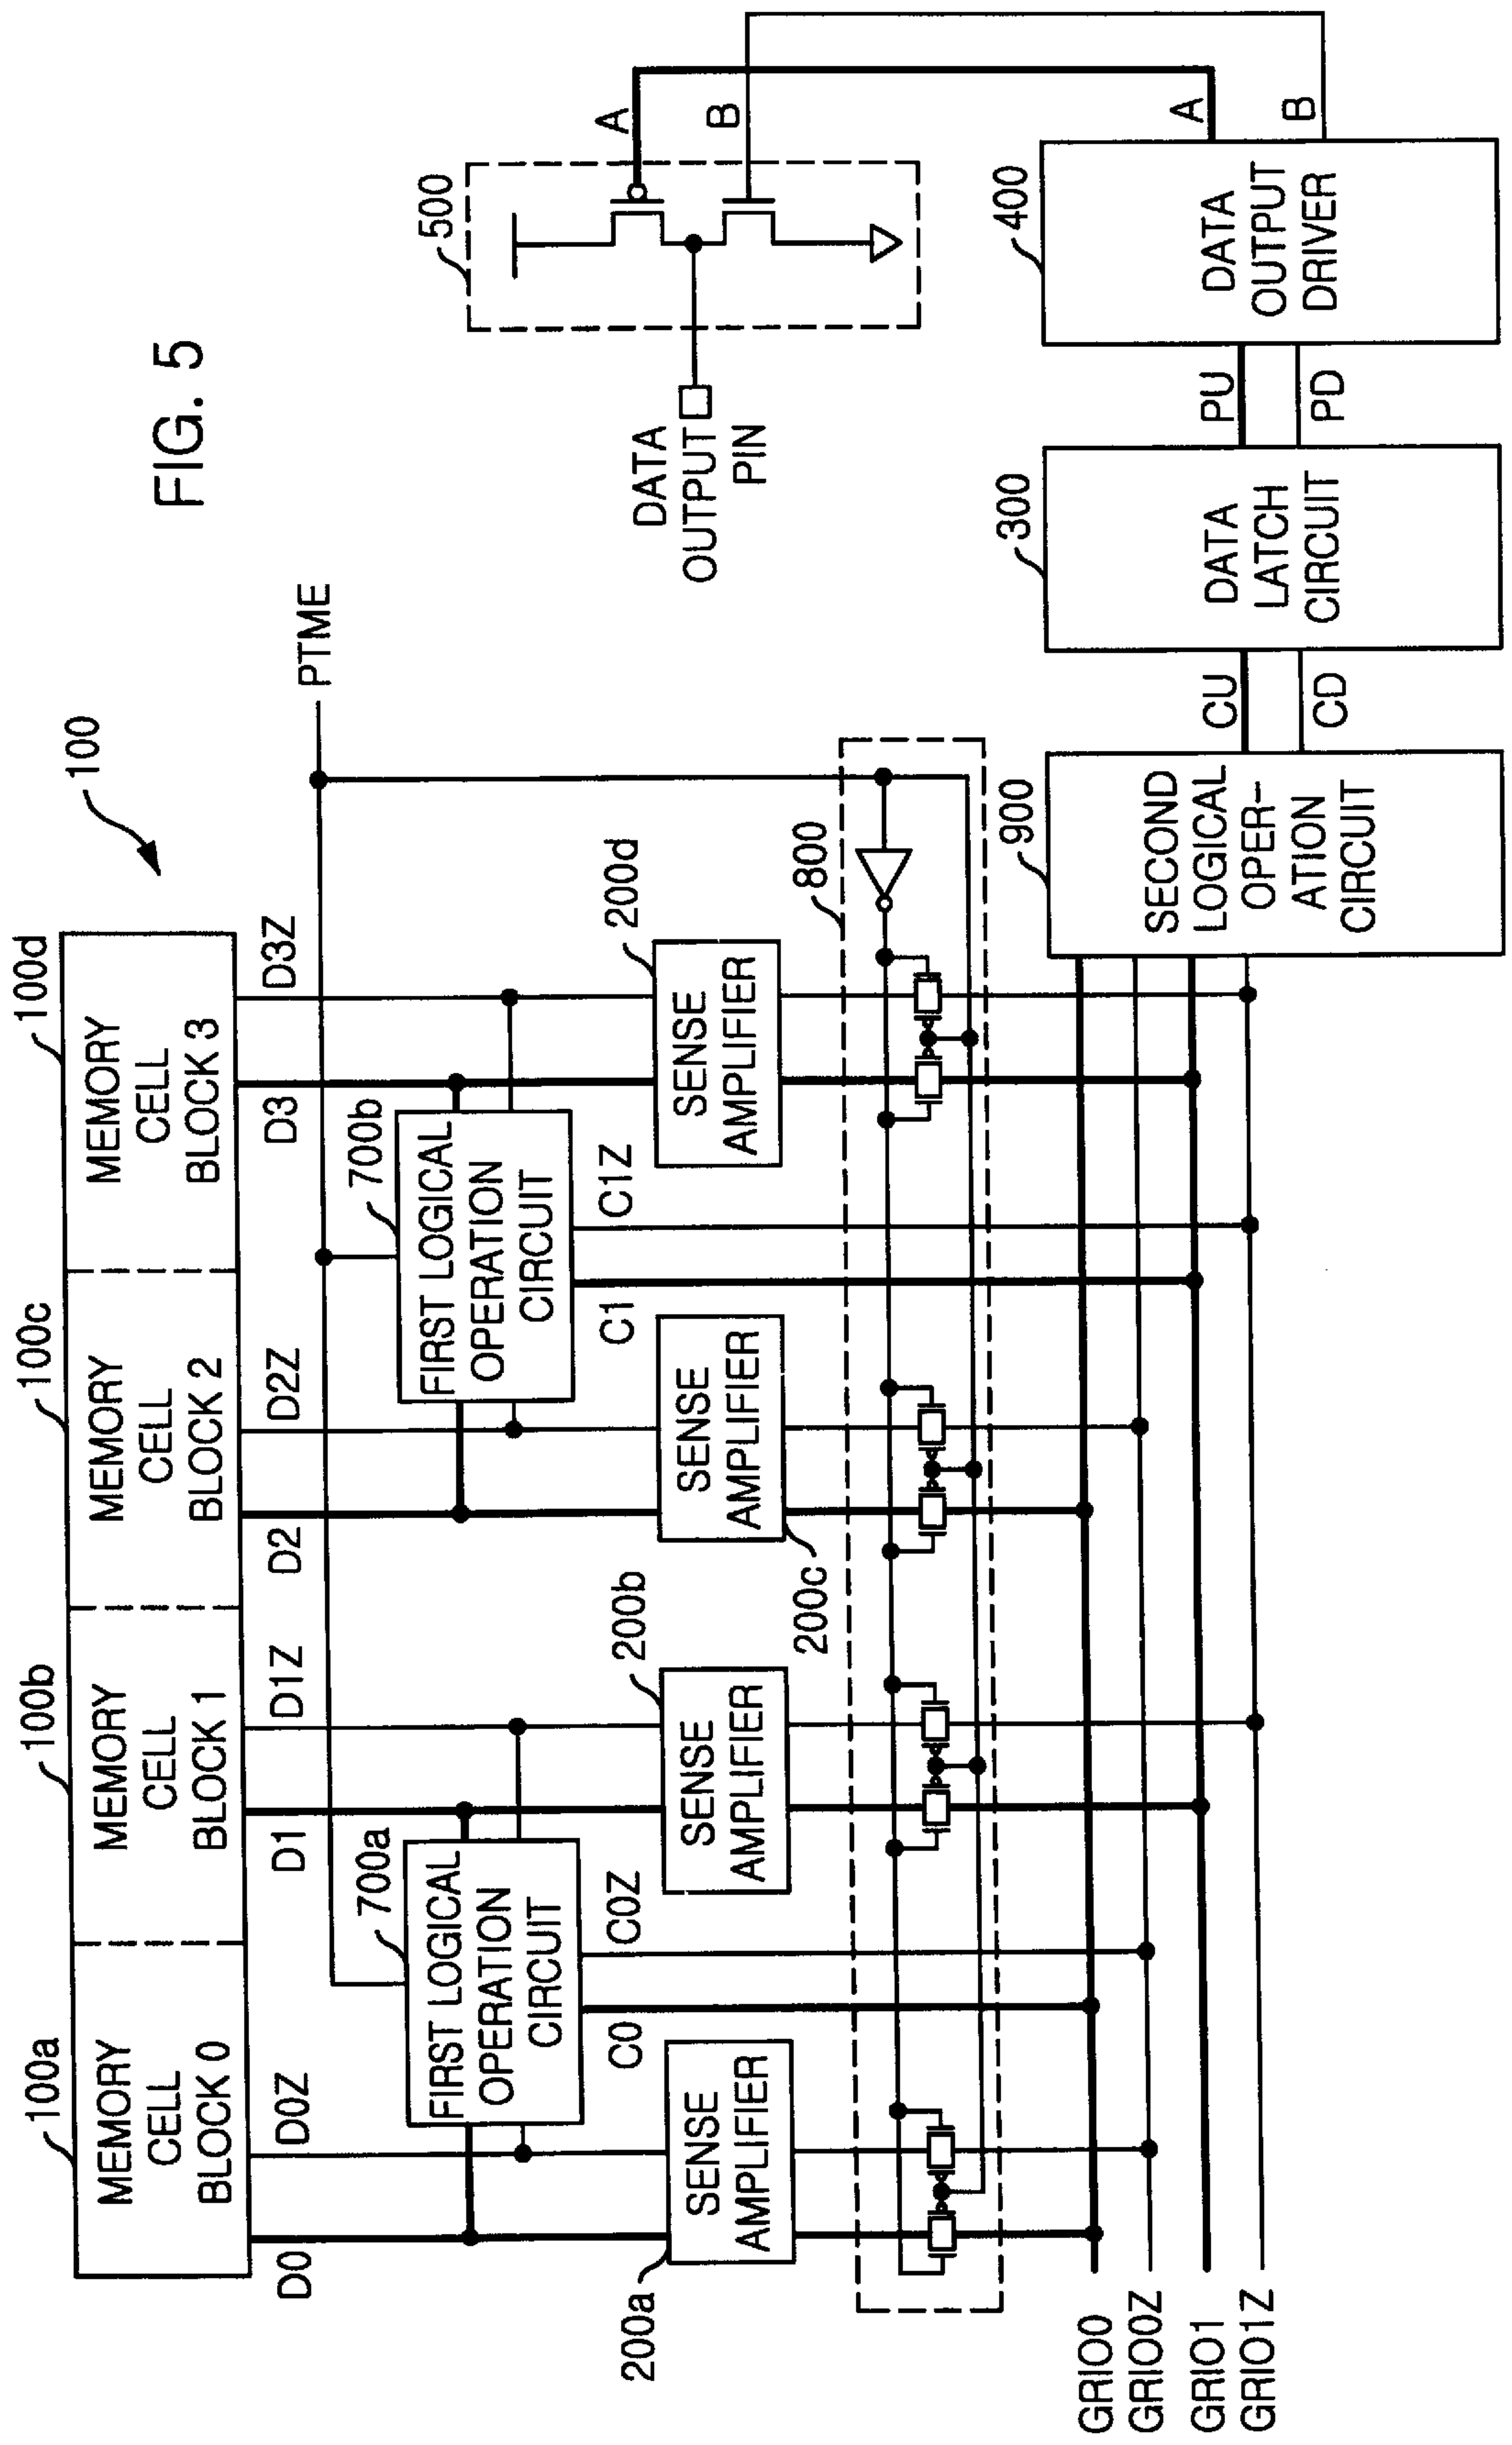 FIG. 5
100
100a
100b
100c
100d
MEMORY
CELL
BLOCK 0
MEMORY
CELL
BLOCK 1
MEMORY
CELL
BLOCK 2
MEMORY
CELL
BLOCK 3
D0
D0Z
D1
D1Z
D2
D2Z
D3
D3Z
PTME
700a
FIRST LOGICAL
OPERATION
CIRCUIT
700b
FIRST LOGICAL
OPERATION
CIRCUIT
C0
C0Z
C1
C1Z
200a
SENSE
AMPLIFIER
200b
SENSE
AMPLIFIER
200c
SENSE
AMPLIFIER
200d
SENSE
AMPLIFIER
800
GRIO0
GRIO0Z
GRIO1
GRIO1Z
900
SECOND
LOGICAL
OPER-
ATION
CIRCUIT
CU
CD
300
DATA
LATCH
CIRCUIT
PU
PD
400
DATA
OUTPUT
DRIVER
A
B
500
A
B
DATA
OUTPUT
PIN